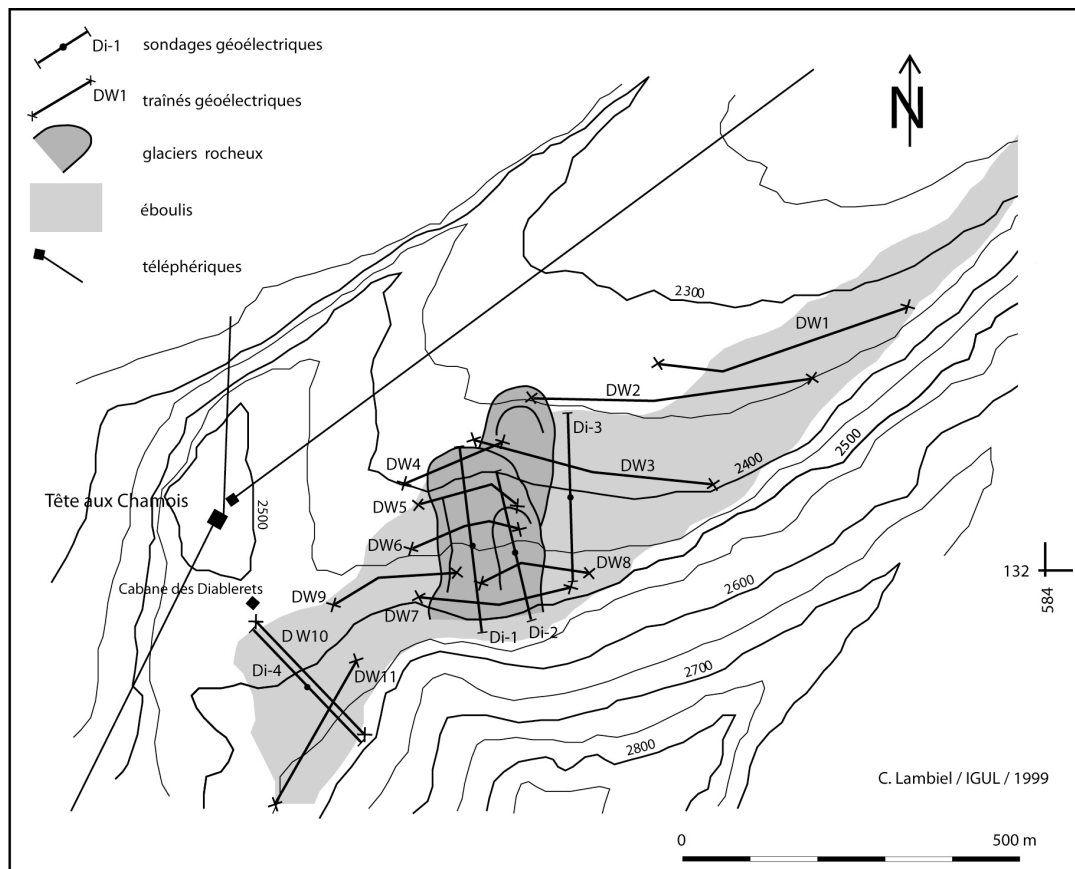 Di-1 sondages géoélectriques
DW1 traînés géoélectriques
glaciers rocheux
éboulis
téléphériques
N
2300
DW1
DW2
Di-3
DW4
DW3
2400
2500
DW5
Tête aux Chamois
2500
DW6
DW8
132
584
Cabane des Diablerets
DW9
DW7
2600
Di-1
Di-2
DW10
Di-4
DW11
2700
2800
C. Lambiel / IGUL / 1999
0 500 m